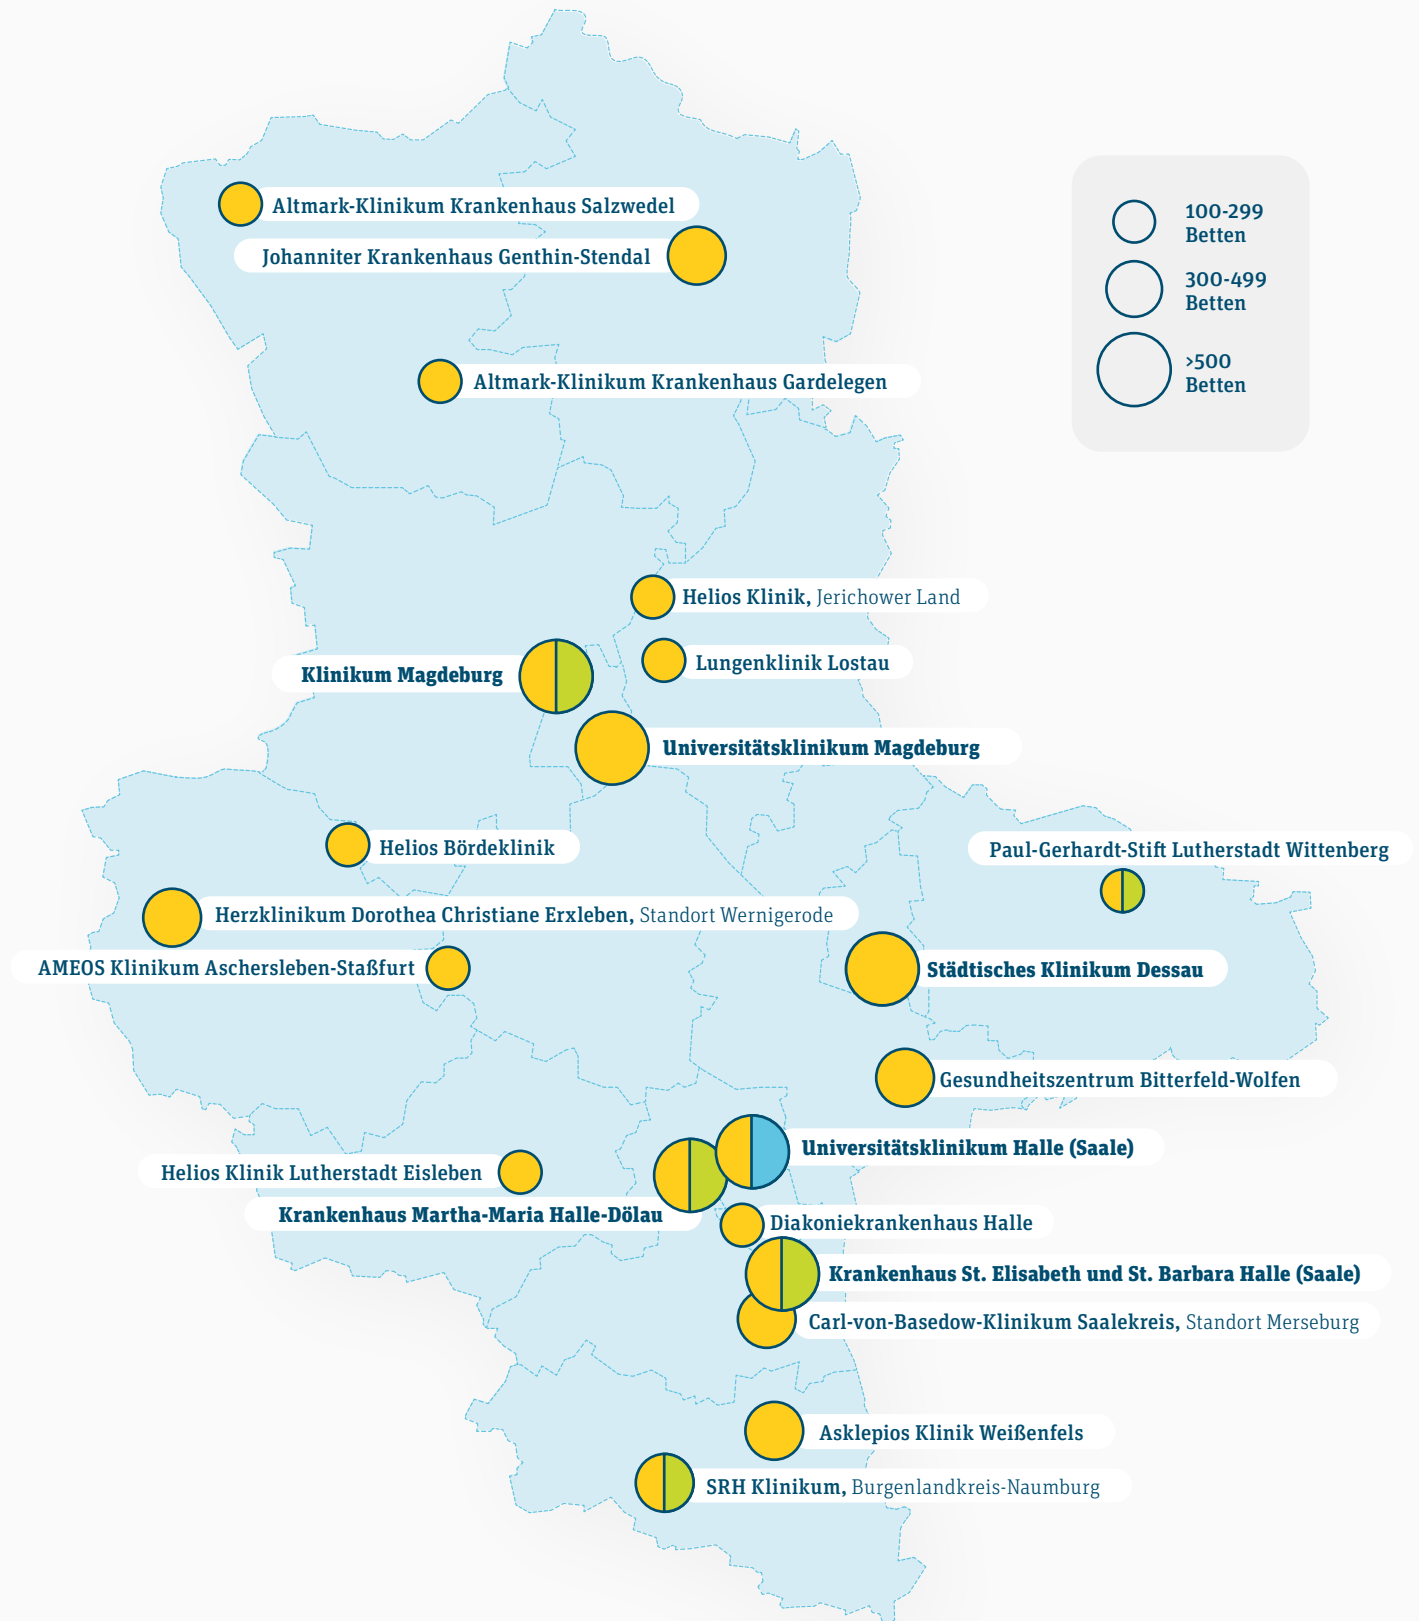 Altmark-Klinikum Krankenhaus Salzwedel
Johanniter Krankenhaus Genthin-Stendal
100-299
Betten
300-499
Betten
>500
Betten
Altmark-Klinikum Krankenhaus Gardelegen
Helios Klinik, Jerichower Land
Lungenklinik Lostau
Klinikum Magdeburg
Universitätsklinikum Magdeburg
Helios Bördeklinik
Paul-Gerhardt-Stift Lutherstadt Wittenberg
Herzklinikum Dorothea Christiane Erxleben, Standort Wernigerode
AMEOS Klinikum Aschersleben-Staßfurt
Städtisches Klinikum Dessau
Gesundheitszentrum Bitterfeld-Wolfen
Universitätsklinikum Halle (Saale)
Helios Klinik Lutherstadt Eisleben
Krankenhaus Martha-Maria Halle-Dölau
Diakoniekrankenhaus Halle
Krankenhaus St. Elisabeth und St. Barbara Halle (Saale)
Carl-von-Basedow-Klinikum Saalekreis, Standort Merseburg
Asklepios Klinik Weißenfels
SRH Klinikum, Burgenlandkreis-Naumburg